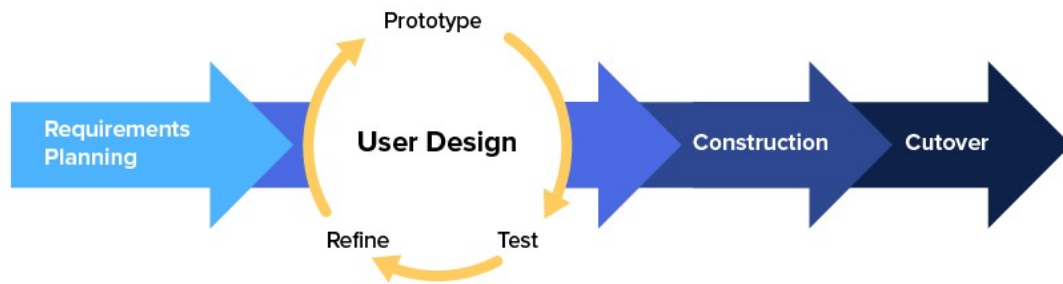 Prototype
Requirements
Planning
User Design
Construction
Cutover
Refine
Test